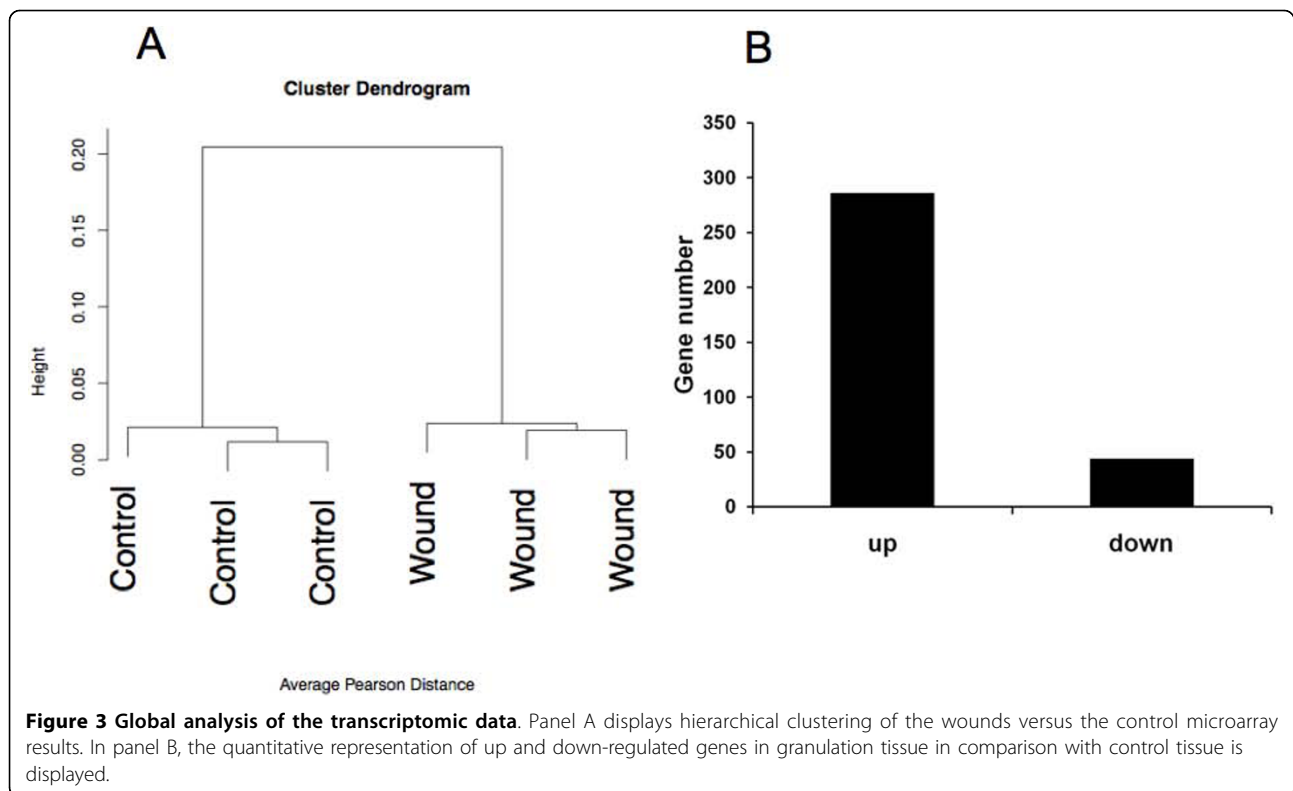 A
Cluster Dendrogram
Height
0.20
0.15
0.10
0.05
0.00
Control
Control
Control
Wound
Wound
Wound
Average Pearson Distance
B
Gene number
350
300
250
200
150
100
50
0
up
down
Figure 3 Global analysis of the transcriptomic data. Panel A displays hierarchical clustering of the wounds versus the control microarray
results. In panel B, the quantitative representation of up and down-regulated genes in granulation tissue in comparison with control tissue is
displayed.